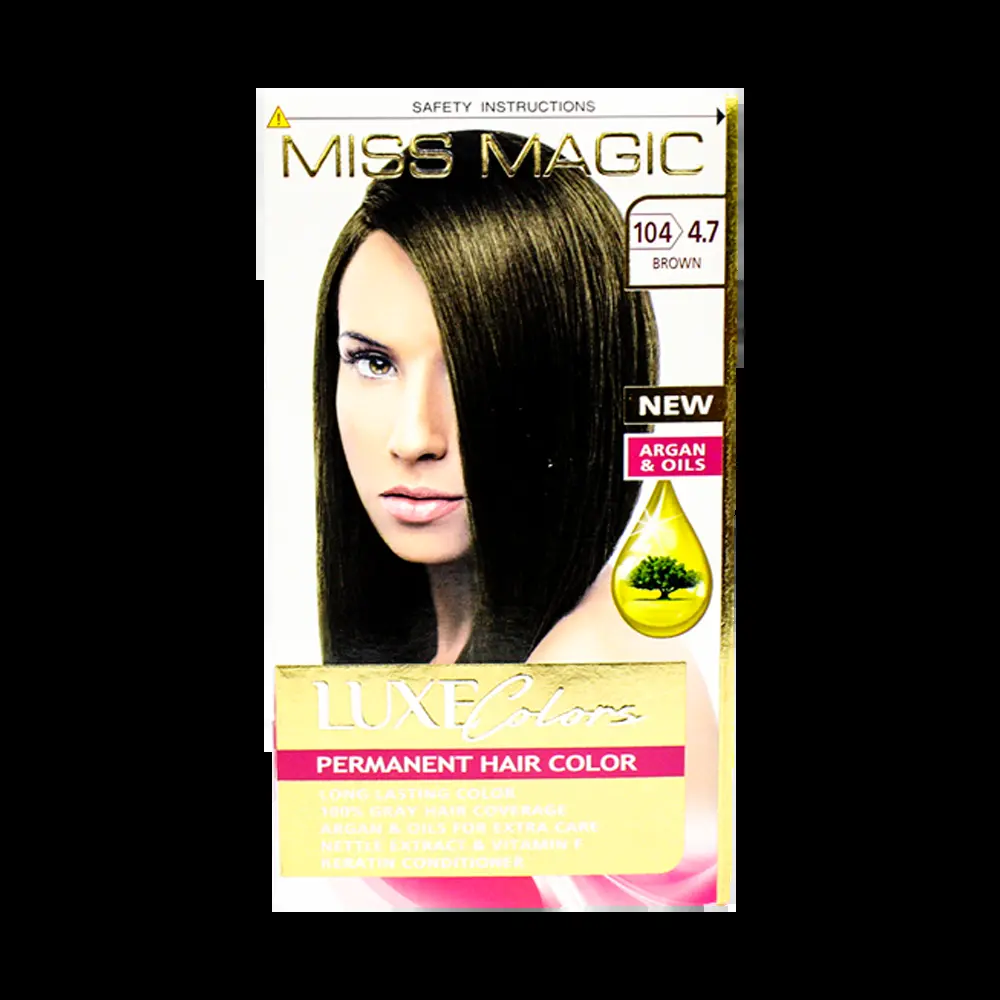 SAFETY INSTRUCTIONS
MISS MAGIC
104 4.7
BROWN
NEW
ARGAN
& OILS
LUXE Colors
PERMANENT HAIR COLOR
LONG LASTING COLOR
100% GRAY HAIR COVERAGE
ARGAN & OILS FOR EXTRA CARE
NETTLE EXTRACT & VITAMIN F
KERATIN CONDITIONER